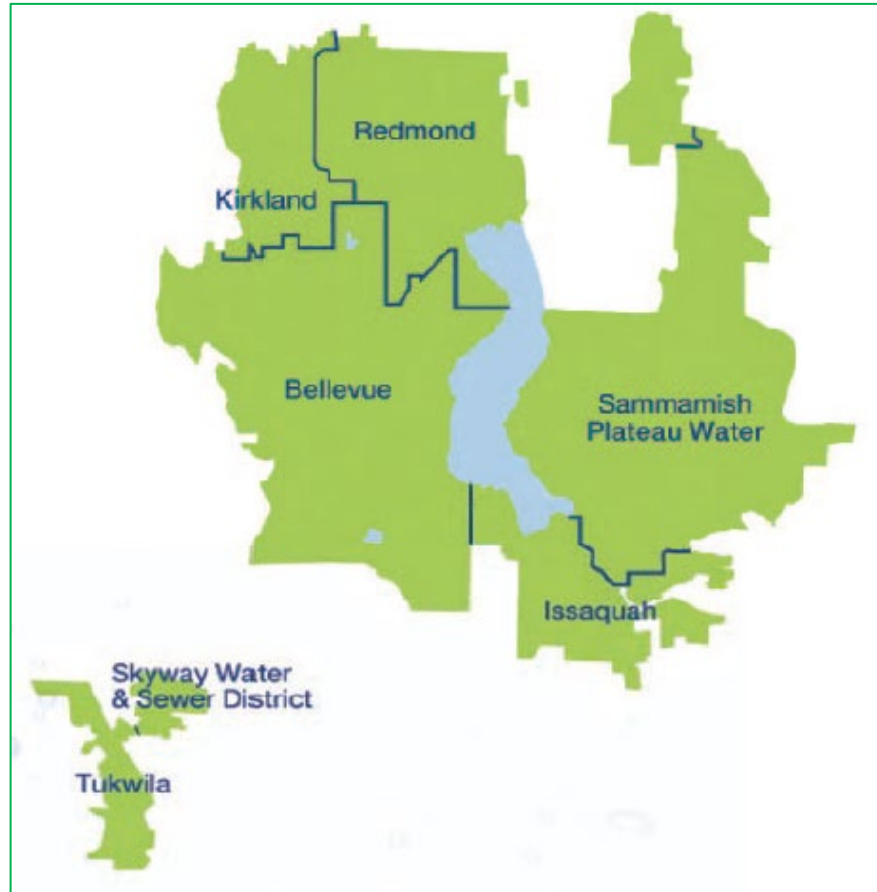 Redmond
Kirkland
Bellevue
Sammamish
Plateau Water
Issaquah
Skyway Water
& Sewer District
Tukwila